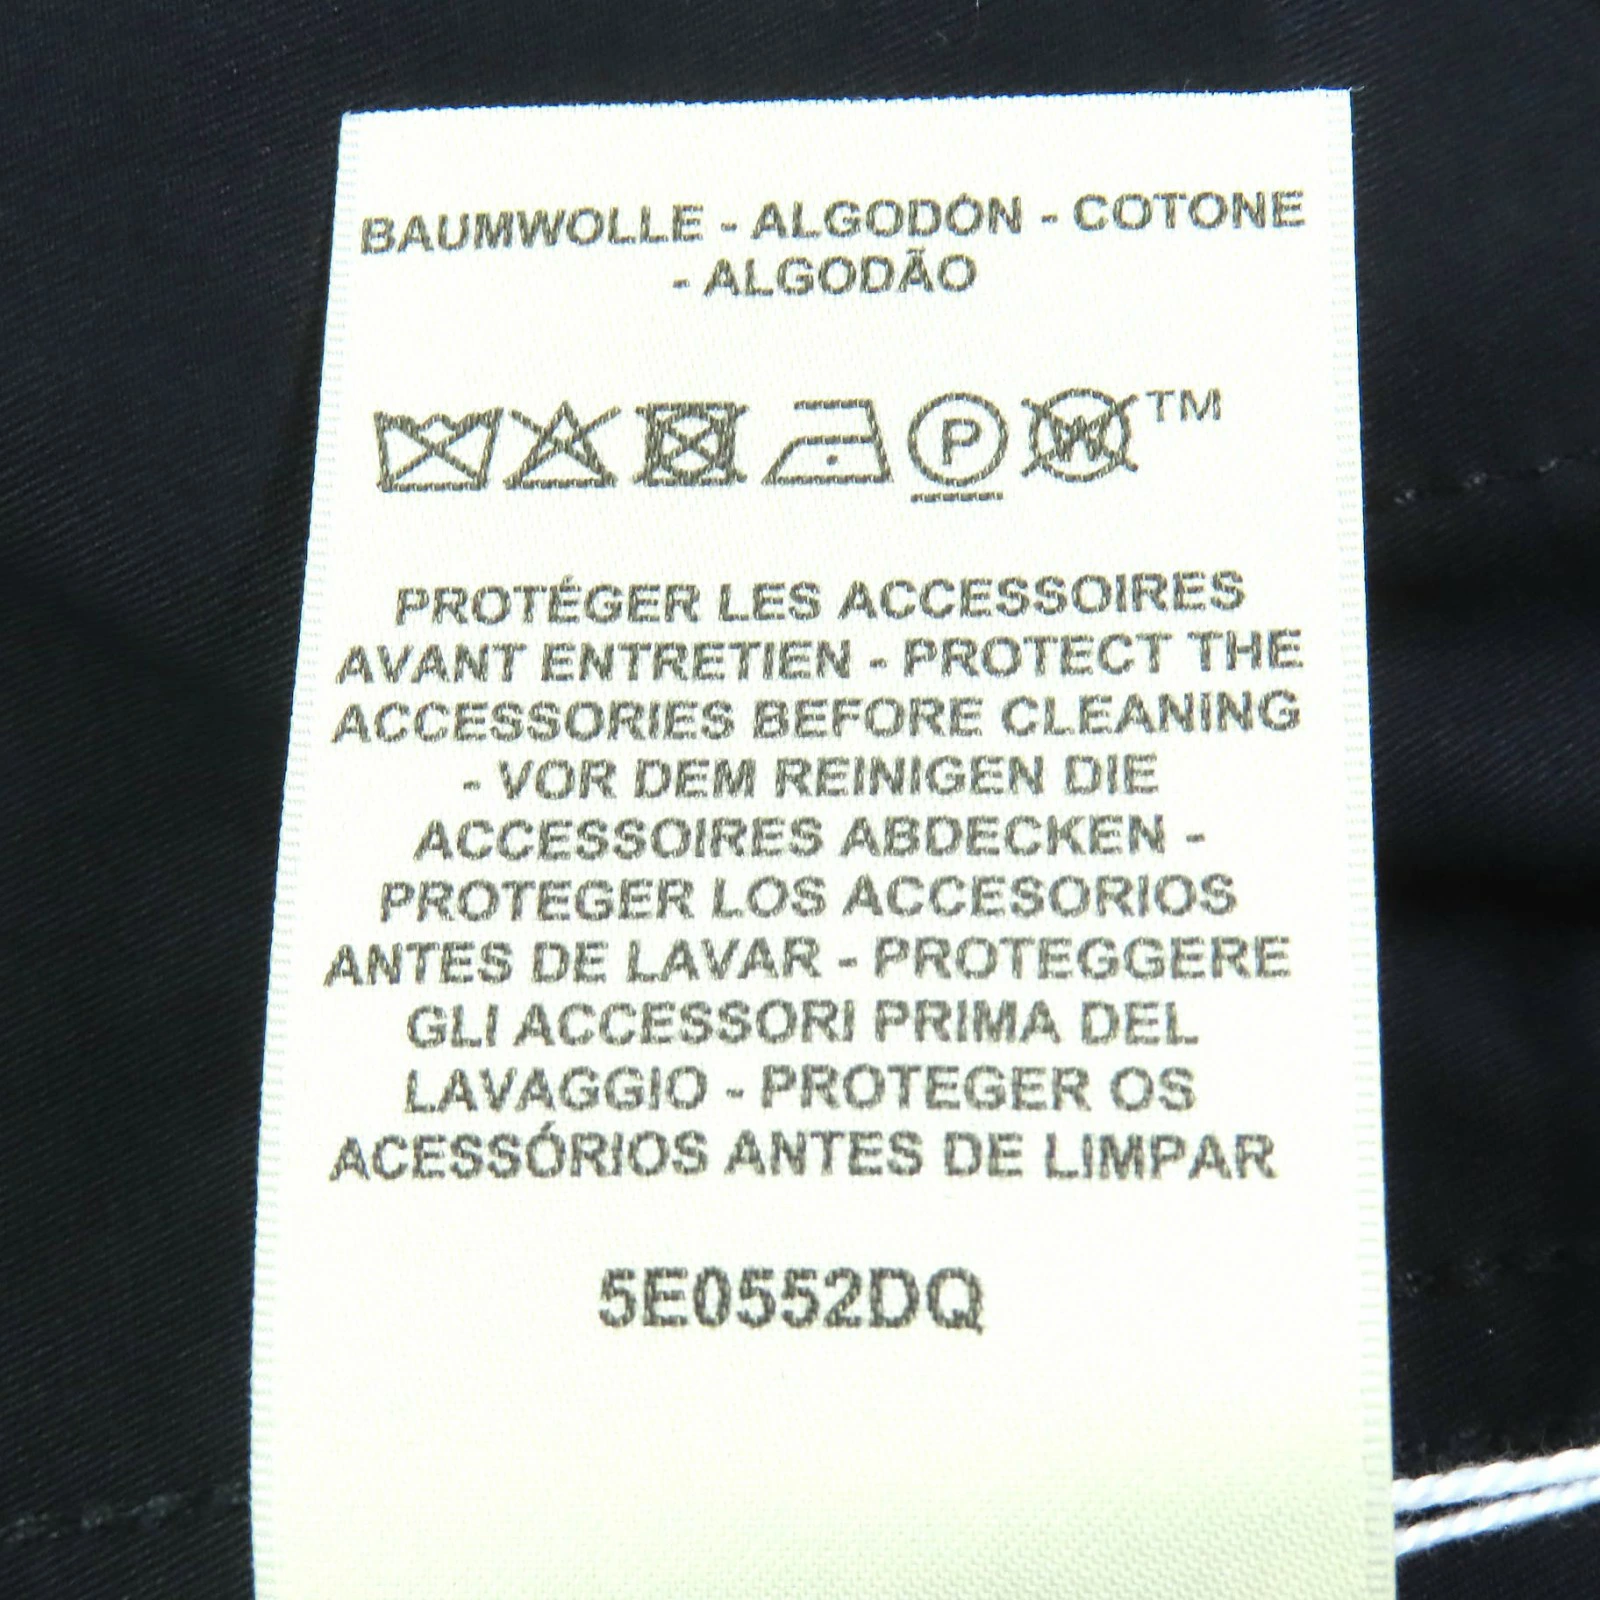 BAUMWOLLE - ALGODÓN - COTONE
- ALGODÃO
P W TM
PROTÉGER LES ACCESSOIRES
AVANT ENTRETIEN - PROTECT THE
ACCESSORIES BEFORE CLEANING
- VOR DEM REINIGEN DIE
ACCESSOIRES ABDECKEN -
PROTEGER LOS ACCESORIOS
ANTES DE LAVAR - PROTEGGERE
GLI ACCESSORI PRIMA DEL
LAVAGGIO - PROTEGER OS
ACESSÓRIOS ANTES DE LIMPAR
5E0552DQ